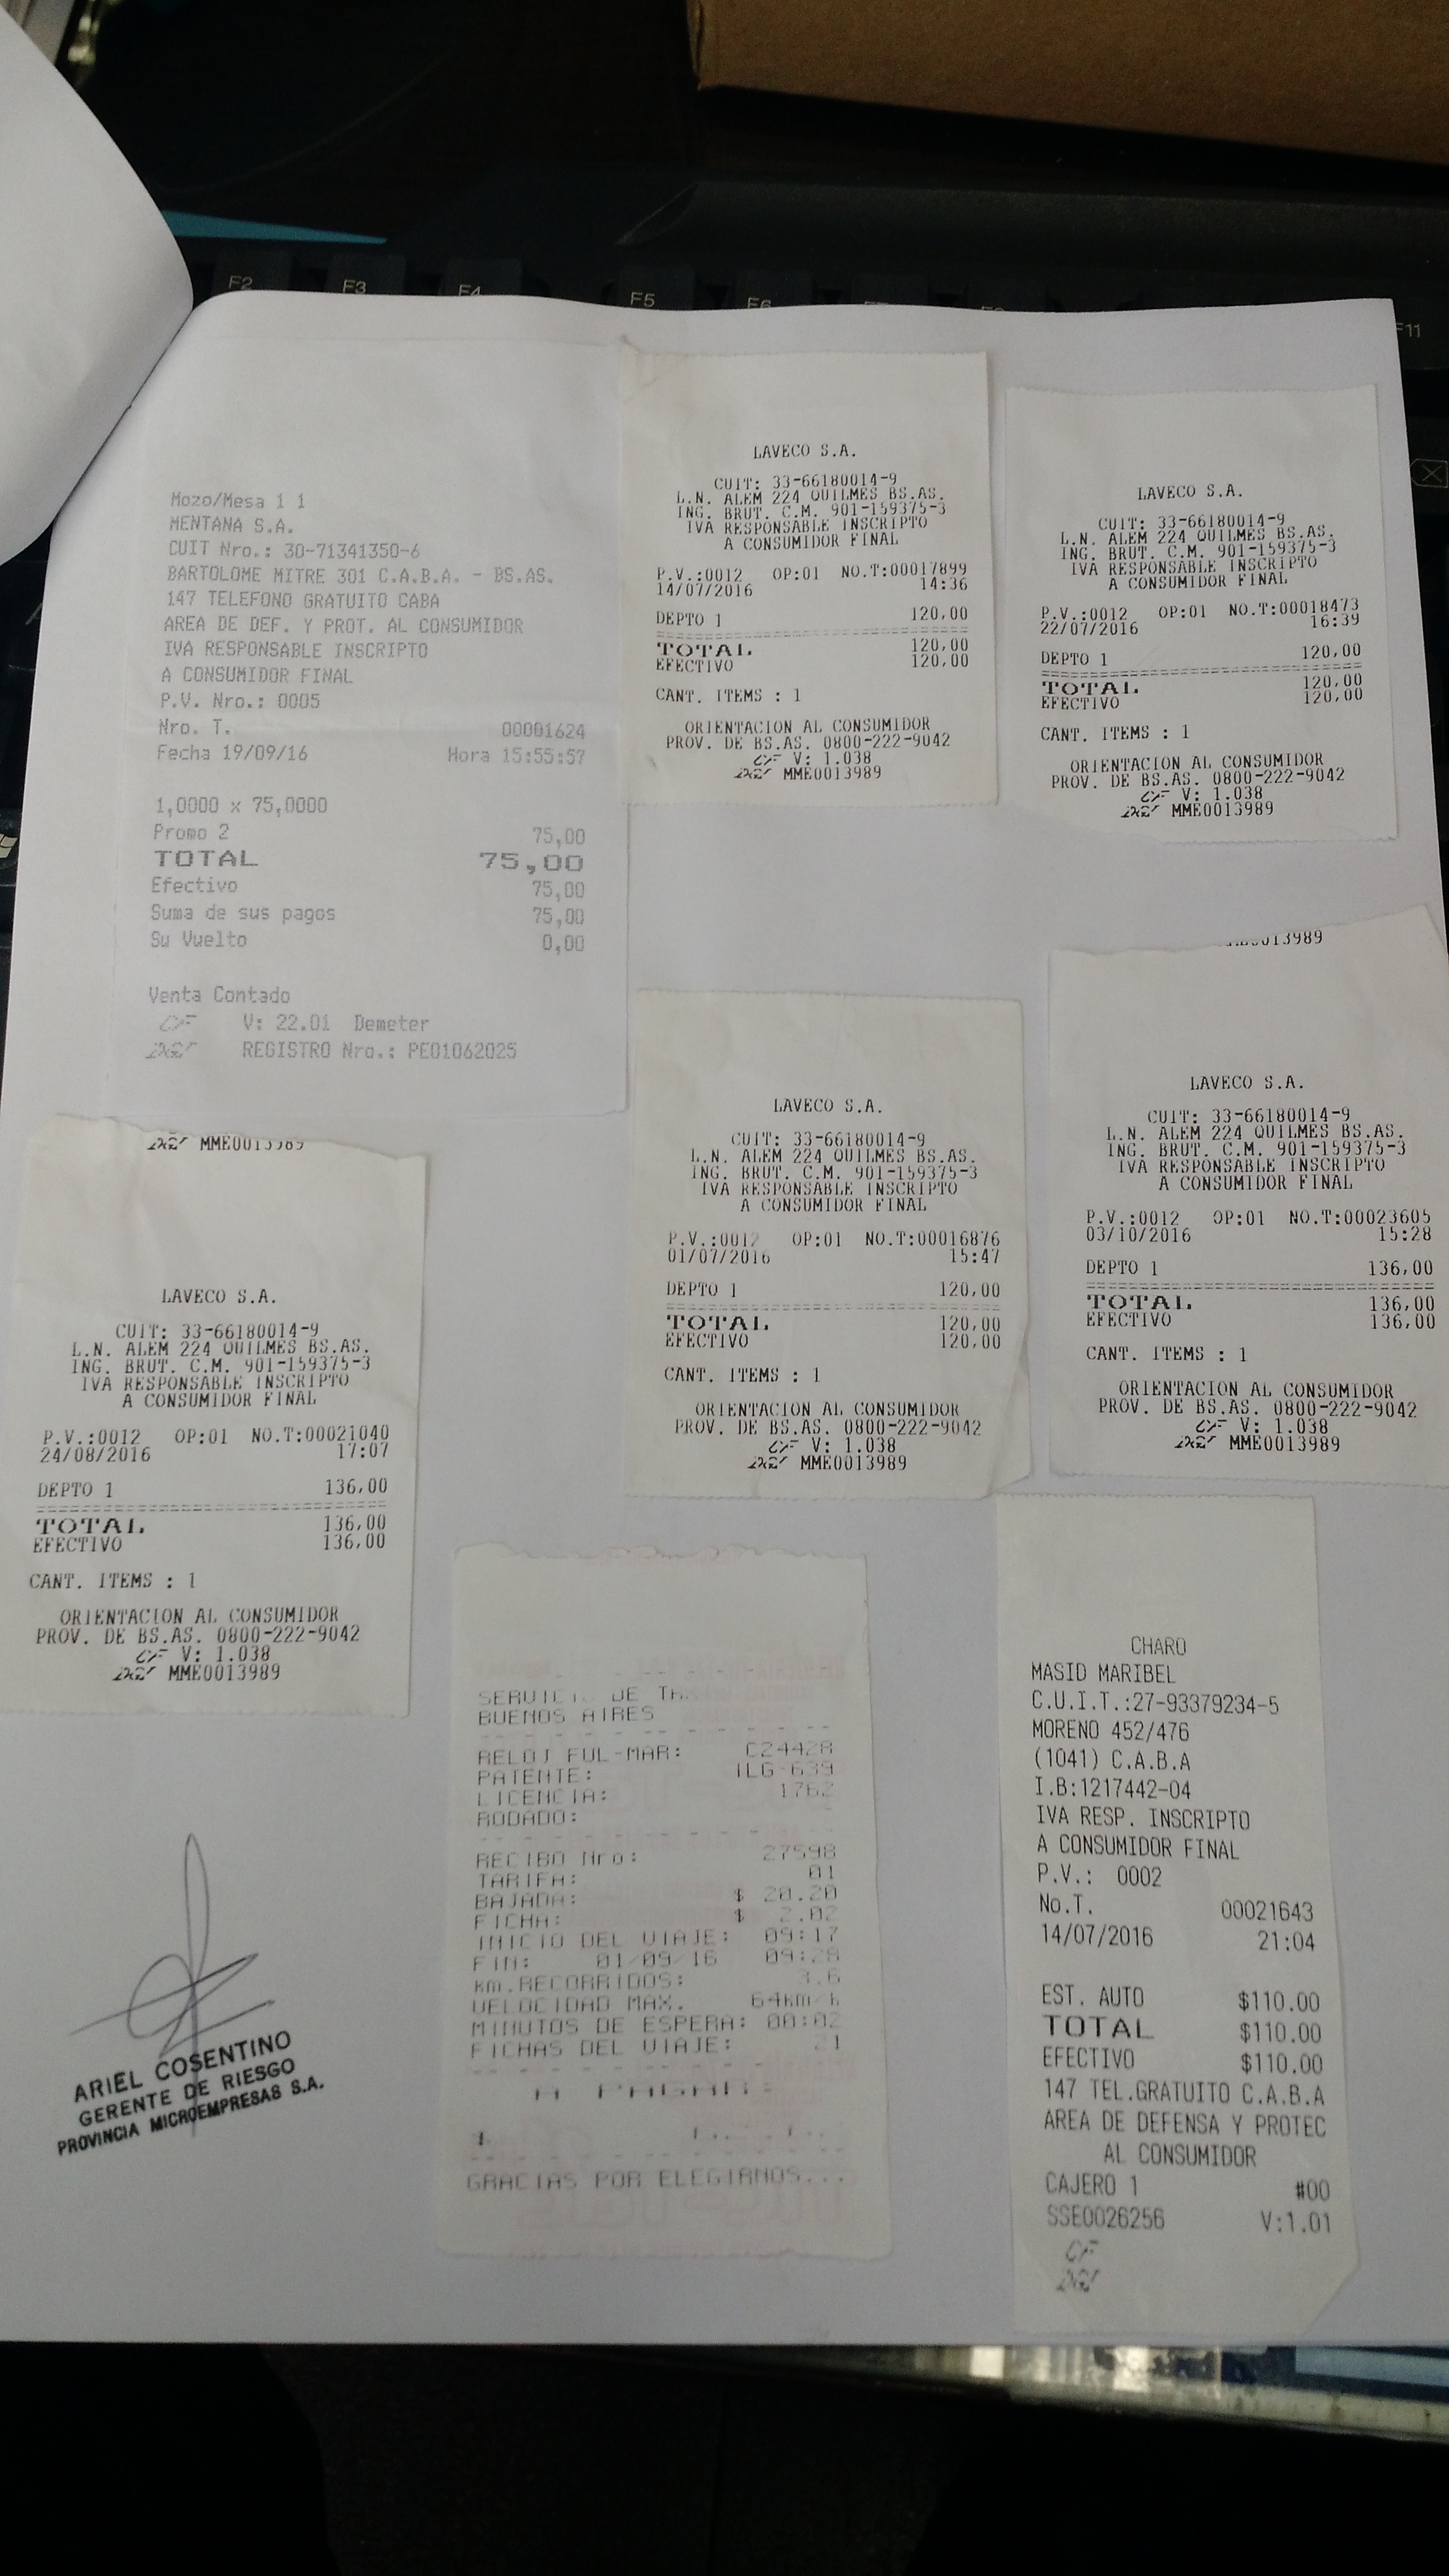 F2
F3
F4
F5
F6
F11
Mozo/Mesa 1 1
MENTANA S.A.
CUIT Nro.: 30-71341350-6
BARTOLOME MITRE 301 C.A.B.A. - BS.AS.
147 TELEFONO GRATUITO CABA
AREA DE DEF. Y PROT. AL CONSUMIDOR
IVA RESPONSABLE INSCRIPTO
A CONSUMIDOR FINAL
P.V. Nro.: 0005
Nro. T. 00001624
Fecha 19/09/16 Hora 15:55:57
1,0000 x 75,0000
Promo 2 75,00
TOTAL 75,00
Efectivo 75,00
Suma de sus pagos 75,00
Su Vuelto 0,00
Venta Contado
CF V: 22.01 Demeter
REGISTRO Nro.: PE01062025
LAVECO S.A.
CUIT: 33-66180014-9
L.N. ALEM 224 QUILMES BS.AS.
ING. BRUT. C.M. 901-159375-3
IVA RESPONSABLE INSCRIPTO
A CONSUMIDOR FINAL
P.V.:0012 OP:01 NO.T:00017899
14/07/2016 14:36
DEPTO 1 120,00
TOTAL 120,00
EFECTIVO 120,00
CANT. ITEMS : 1
ORIENTACION AL CONSUMIDOR
PROV. DE BS.AS. 0800-222-9042
CF V: 1.038
MME0013989
LAVECO S.A.
CUIT: 33-66180014-9
L.N. ALEM 224 QUILMES BS.AS.
ING. BRUT. C.M. 901-159375-3
IVA RESPONSABLE INSCRIPTO
A CONSUMIDOR FINAL
P.V.:0012 OP:01 NO.T:00018473
22/07/2016 16:39
DEPTO 1 120,00
TOTAL 120,00
EFECTIVO 120,00
CANT. ITEMS : 1
ORIENTACION AL CONSUMIDOR
PROV. DE BS.AS. 0800-222-9042
CF V: 1.038
MME0013989
MME0013989
LAVECO S.A.
CUIT: 33-66180014-9
L.N. ALEM 224 QUILMES BS.AS.
ING. BRUT. C.M. 901-159375-3
IVA RESPONSABLE INSCRIPTO
A CONSUMIDOR FINAL
P.V.:0012 OP:01 NO.T:00021040
24/08/2016 17:07
DEPTO 1 136,00
TOTAL 136,00
EFECTIVO 136,00
CANT. ITEMS : 1
ORIENTACION AL CONSUMIDOR
PROV. DE BS.AS. 0800-222-9042
CF V: 1.038
MME0013989
LAVECO S.A.
CUIT: 33-66180014-9
L.N. ALEM 224 QUILMES BS.AS.
ING. BRUT. C.M. 901-159375-3
IVA RESPONSABLE INSCRIPTO
A CONSUMIDOR FINAL
P.V.:0012 OP:01 NO.T:00016876
01/07/2016 15:47
DEPTO 1 120,00
TOTAL 120,00
EFECTIVO 120,00
CANT. ITEMS : 1
ORIENTACION AL CONSUMIDOR
PROV. DE BS.AS. 0800-222-9042
CF V: 1.038
MME0013989
LAVECO S.A.
CUIT: 33-66180014-9
L.N. ALEM 224 QUILMES BS.AS.
ING. BRUT. C.M. 901-159375-3
IVA RESPONSABLE INSCRIPTO
A CONSUMIDOR FINAL
P.V.:0012 OP:01 NO.T:00023605
03/10/2016 15:28
DEPTO 1 136,00
TOTAL 136,00
EFECTIVO 136,00
CANT. ITEMS : 1
ORIENTACION AL CONSUMIDOR
PROV. DE BS.AS. 0800-222-9042
CF V: 1.038
MME0013989
SERVICIO DE
BUENOS AIRES
RELOJ FUL-MAR: C24428
PATENTE: ILG-639
LICENCIA: 1762
RODADO: -
RECIBO Nro: 27598
TARIFA: 01
BAJADA: $ 20.20
FICHA: $ 2.02
INICIO DEL VIAJE: 09:17
FIN: 01/09/16 09:28
km.RECORRIDOS: 3.6
VELOCIDAD MAX. 64km/h
MINUTOS DE ESPERA: 00:02
FICHAS DEL VIAJE: 21
A PAGAR:
$
GRACIAS POR ELEGIRNOS...
CHARO
MASID MARIBEL
C.U.I.T.:27-93379234-5
MORENO 452/476
(1041) C.A.B.A
I.B:1217442-04
IVA RESP. INSCRIPTO
A CONSUMIDOR FINAL
P.V.: 0002
No.T. 00021643
14/07/2016 21:04
EST. AUTO $110.00
TOTAL $110.00
EFECTIVO $110.00
147 TEL.GRATUITO C.A.B.A
AREA DE DEFENSA Y PROTEC
AL CONSUMIDOR
CAJERO 1 #00
SSE0026256 V:1.01
CF
ARIEL COSENTINO
GERENTE DE RIESGO
PROVINCIA MICROEMPRESAS S.A.